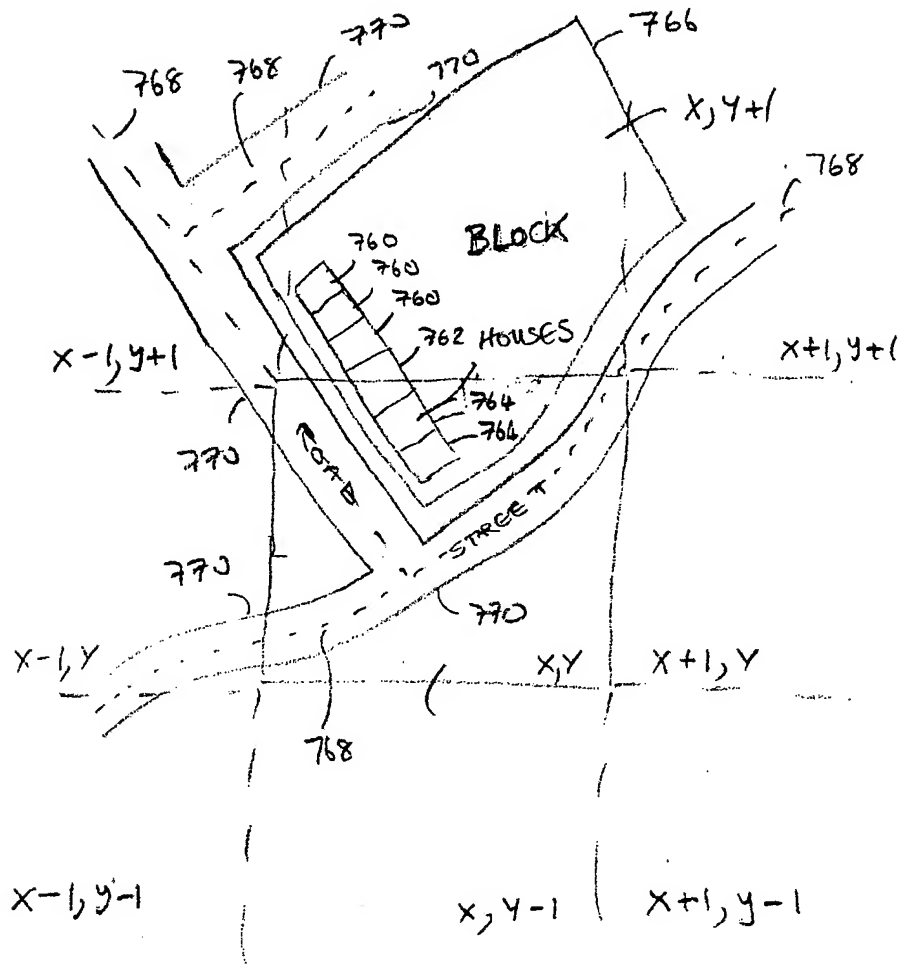 770
766
768
768
770
X, Y+1
768
BLOCK
760
760
760
762 HOUSES
X-1, Y+1
X+1, Y+1
764
764
770
ROAD
STREET
770
770
X-1, Y
X, Y
X+1, Y
768
X-1, Y-1
X, Y-1
X+1, Y-1